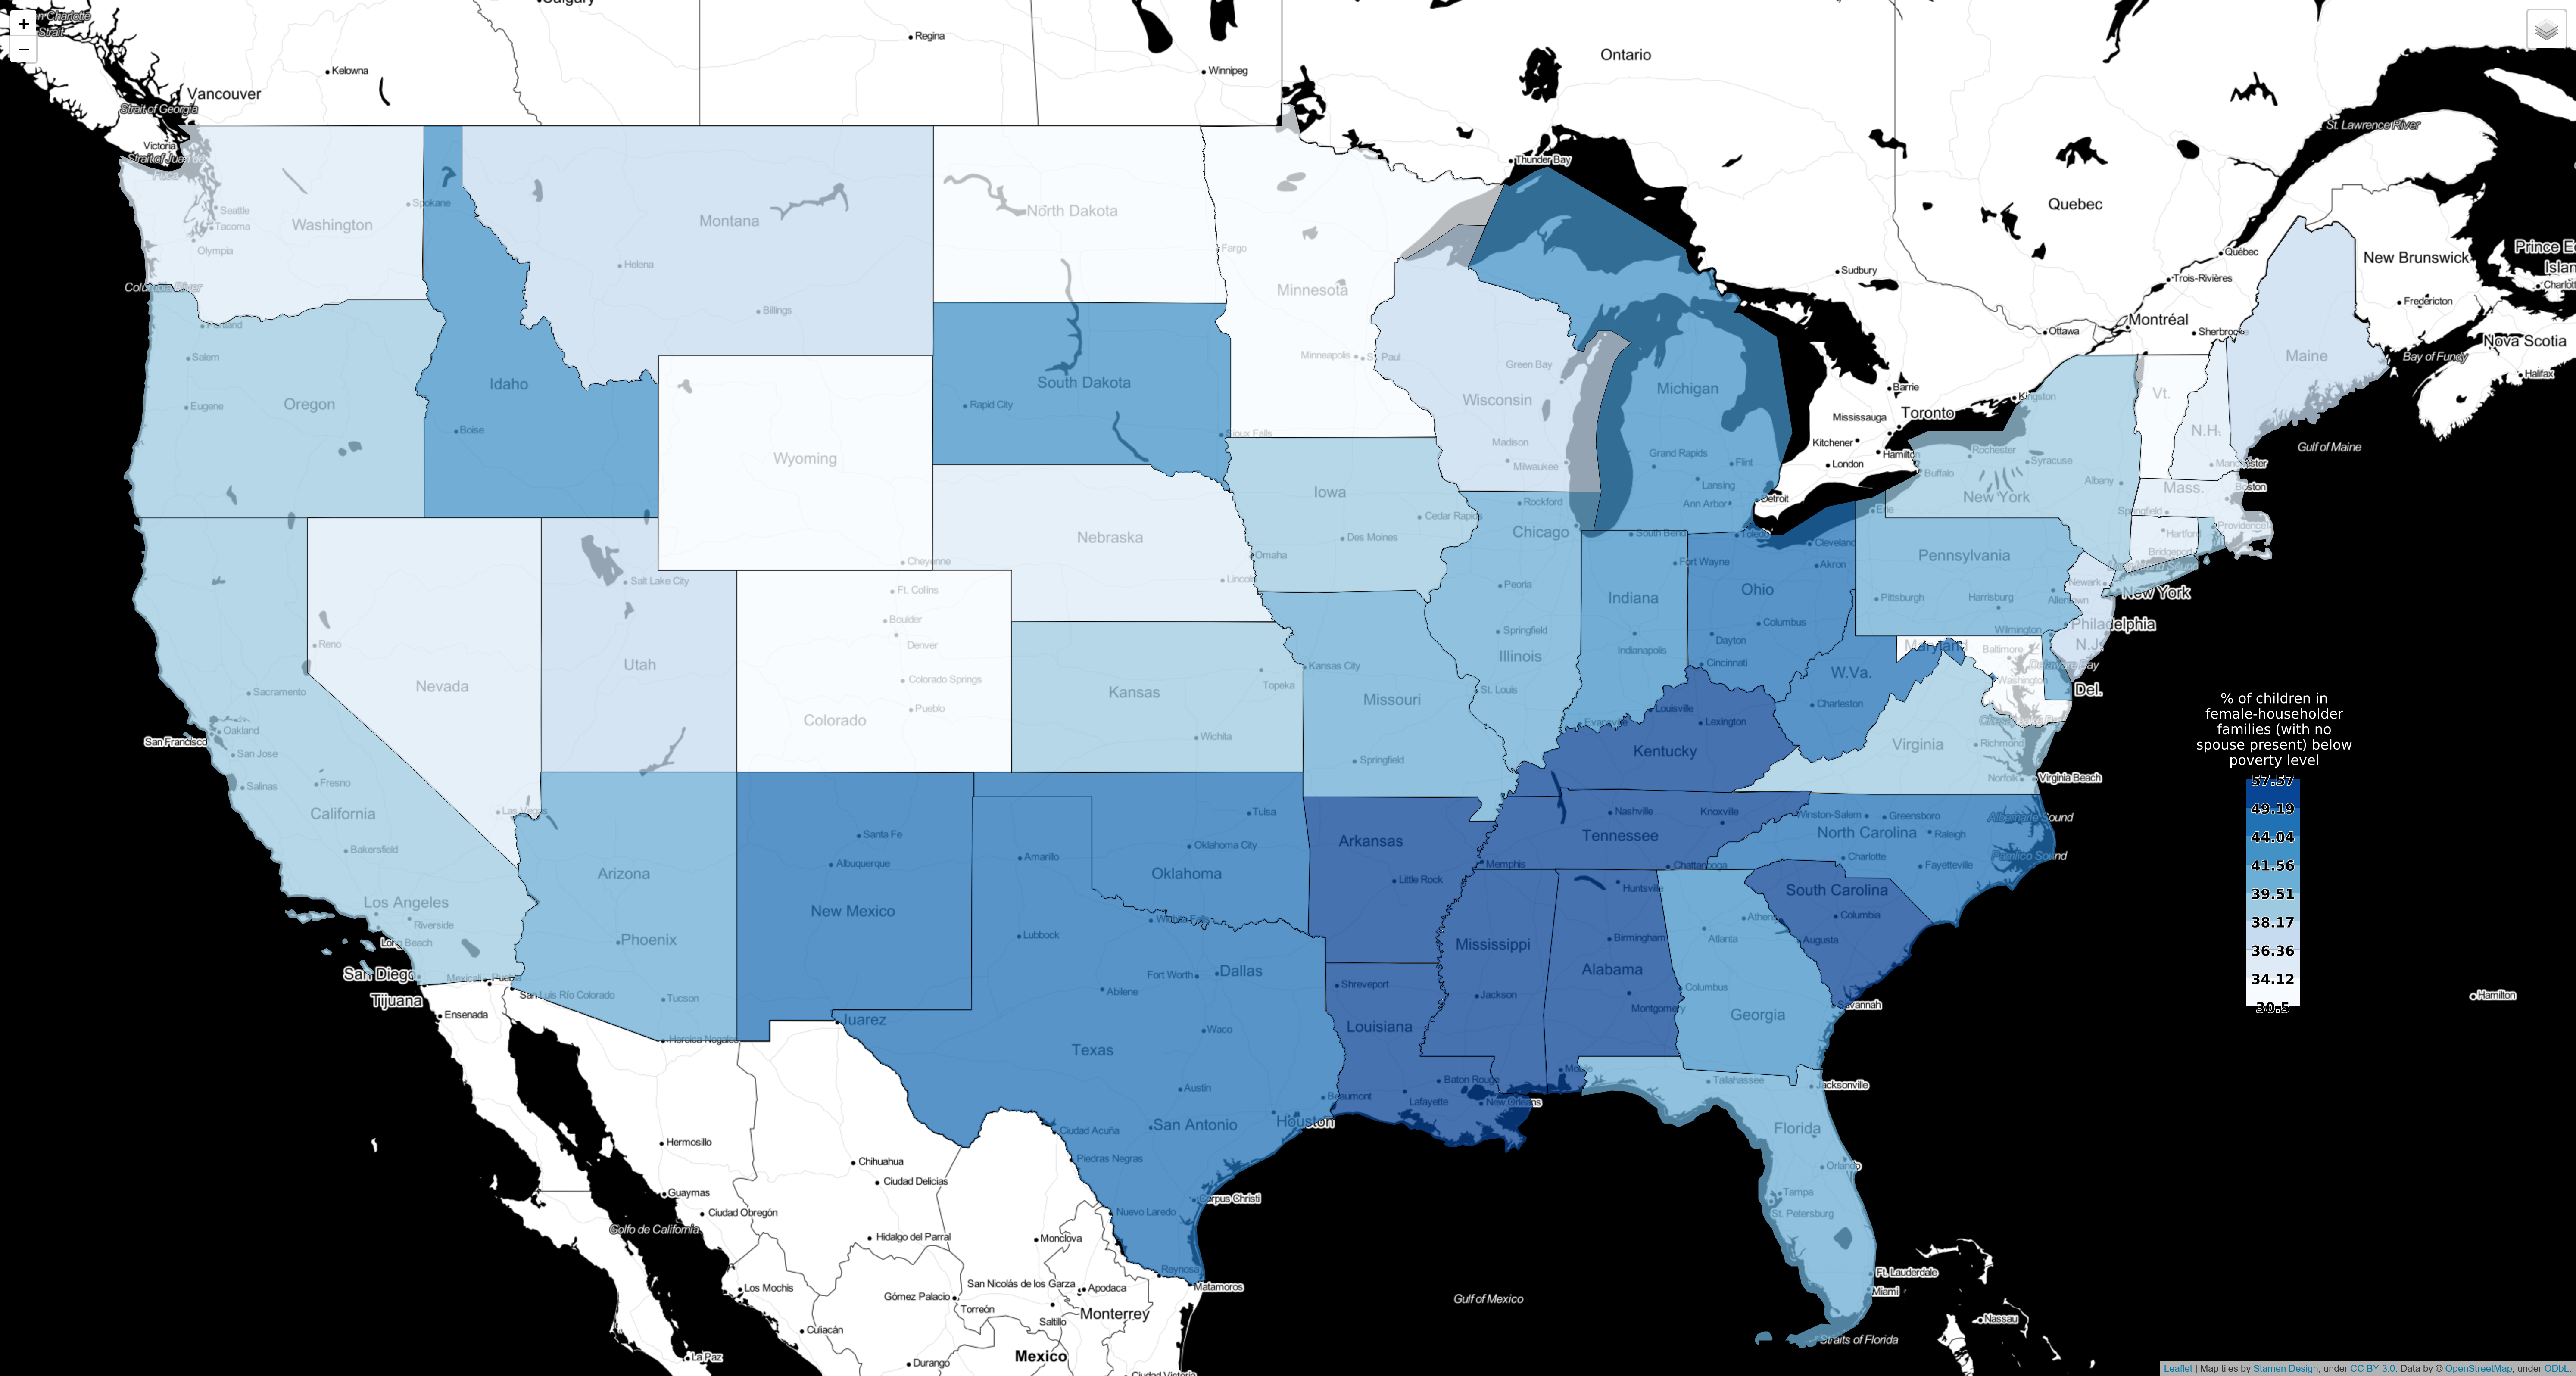 Calgary
Charlotte
Strait
+
−
Regina
Ontario
Kelowna
Winnipeg
Vancouver
Strait of Georgia
St. Lawrence River
Victoria
Strait of Juan de
Fuca
Thunder Bay
Spokane
Seattle
Tacoma
Washington
Montana
North Dakota
Quebec
Olympia
Fargo
Québec
New Brunswick
Prince E
Islan
Helena
Sudbury
Trois-Rivières
Charlott
Columbia River
Minnesota
Fredericton
Billings
Montréal
Portland
Ottawa
Sherbrooke
Nova Scotia
Salem
Minneapolis
St. Paul
Green Bay
Maine
Bay of Fundy
Halifax
Idaho
South Dakota
Michigan
Barrie
Vt.
Oregon
Eugene
Rapid City
Wisconsin
Kingston
Mississauga
Toronto
Boise
Sioux Falls
Madison
Kitchener
N.H.
Gulf of Maine
Wyoming
Milwaukee
Grand Rapids
Flint
London
Hamilton
Rochester
Syracuse
Manchester
Buffalo
Iowa
Lansing
Albany
Mass.
Boston
Rockford
Ann Arbor
Detroit
New York
Cedar Rapids
Erie
Springfield
Providence
Nebraska
Des Moines
Chicago
South Bend
Toledo
Cleveland
Hartford
Omaha
Fort Wayne
Akron
Pennsylvania
Bridgeport
Cheyenne
Long Island Sound
Salt Lake City
Lincoln
Peoria
Ohio
Newark
Ft. Collins
Indiana
Pittsburgh
Harrisburg
Allentown
New York
Boulder
Springfield
Columbus
Wilmington
Philadelphia
Reno
Denver
Dayton
Maryland
Baltimore
N.J.
Utah
Illinois
Indianapolis
Cincinnati
Delaware Bay
Nevada
Colorado Springs
Kansas
Topeka
Kansas City
St. Louis
W.Va.
Washington
Del.
Sacramento
Missouri
Pueblo
Louisville
Lexington
Charleston
Colorado
Evansville
Oakland
San Francisco
Wichita
Kentucky
Virginia
Richmond
San Jose
Springfield
Norfolk
Virginia Beach
Salinas
Fresno
% of children in
female-householder
families (with no
spouse present) below
poverty level
57.57
49.19
44.04
41.56
39.51
38.17
36.36
34.12
30.5
California
Las Vegas
Tulsa
Nashville
Knoxville
Winston-Salem
Greensboro
Albemarle Sound
Santa Fe
Arkansas
Tennessee
North Carolina
Raleigh
Bakersfield
Albuquerque
Amarillo
Oklahoma City
Memphis
Chattanooga
Charlotte
Fayetteville
Pamlico Sound
Arizona
Oklahoma
Little Rock
Huntsville
South Carolina
Los Angeles
New Mexico
Wichita Falls
Athens
Columbia
Riverside
Long Beach
Phoenix
Lubbock
Mississippi
Birmingham
Atlanta
Augusta
San Diego
Mexicali
Puebla
Fort Worth
Dallas
Alabama
Tijuana
San Luis Río Colorado
Tucson
Abilene
Shreveport
Jackson
Columbus
Montgomery
Savannah
Hamilton
Ensenada
Juarez
Waco
Louisiana
Georgia
Heroica Nogales
Texas
Mobile
Austin
Baton Rouge
Tallahassee
Jacksonville
Beaumont
Lafayette
New Orleans
Houston
San Antonio
Ciudad Acuña
Florida
Hermosillo
Chihuahua
Piedras Negras
Orlando
Ciudad Delicias
Guaymas
Corpus Christi
Tampa
Ciudad Obregón
Nuevo Laredo
St. Petersburg
Golfo de California
Hidalgo del Parral
Monclova
Reynosa
Ft. Lauderdale
Los Mochis
San Nicolás de los Garza
Apodaca
Matamoros
Miami
Gómez Palacio
Torreón
Monterrey
Gulf of Mexico
Culiacán
Saltillo
Nassau
Straits of Florida
La Paz
Durango
Mexico
Ciudad Victoria
Leaflet | Map tiles by Stamen Design, under CC BY 3.0. Data by © OpenStreetMap, under ODbL.